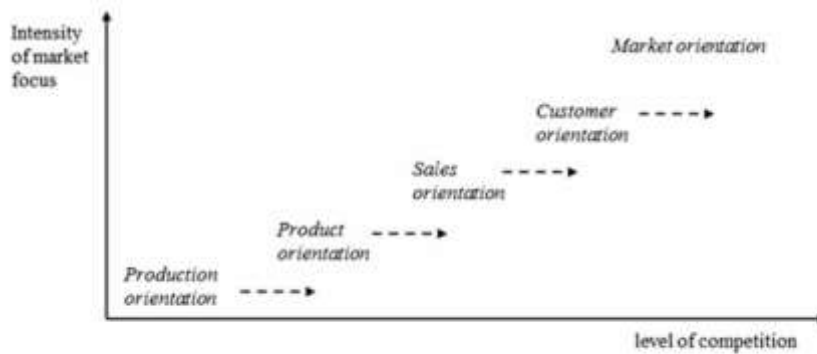 Intensity
of market
focus
Market orientation
Customer
orientation
Sales
orientation
Product
orientation
Production
orientation
level of competition